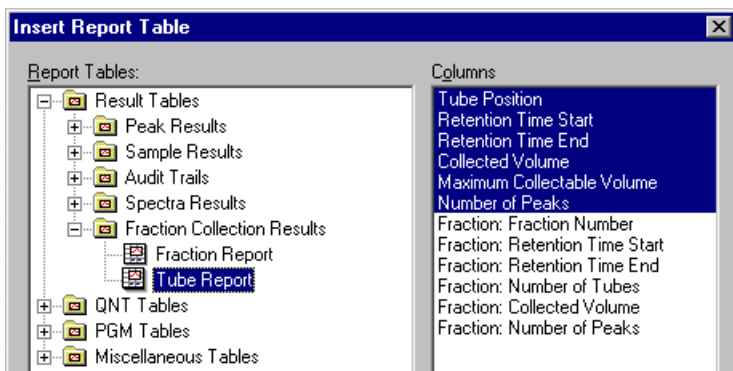 Insert Report Table
Report Tables:
Result Tables
Peak Results
Sample Results
Audit Trails
Spectra Results
Fraction Collection Results
Fraction Report
Tube Report
QNT Tables
PGM Tables
Miscellaneous Tables
Columns
Tube Position
Retention Time Start
Retention Time End
Collected Volume
Maximum Collectable Volume
Number of Peaks
Fraction: Fraction Number
Fraction: Retention Time Start
Fraction: Retention Time End
Fraction: Number of Tubes
Fraction: Collected Volume
Fraction: Number of Peaks